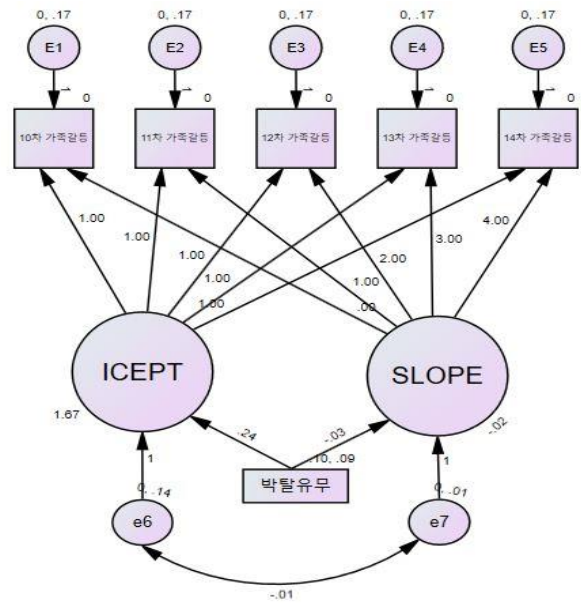 0, .17 0, .17 0, .17 0, .17 0, .17
E1 E2 E3 E4 E5
1 0 1 0 1 0 1 0 1 0
10차 가족갈등 11차 가족갈등 12차 가족갈등 13차 가족갈등 14차 가족갈등
1.00 4.00
1.00 3.00
1.00 2.00
1.00 1.00
1.00 .00
ICEPT SLOPE
1.67 .24 -.03 -.02
1 .10, .09 1
0, .14 박탈유무 0, .01
e6 e7
-.01